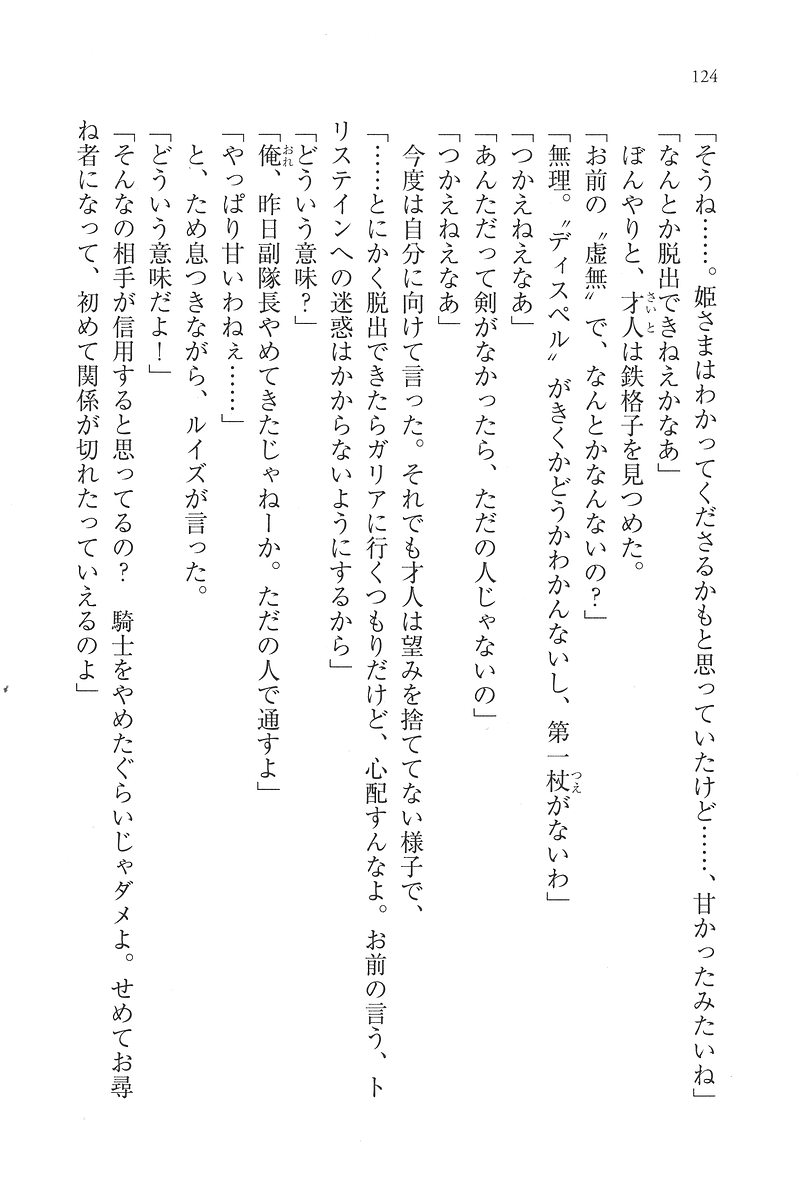 124
「そうね……。姫さまはわかってくださるかもと思っていたけど……、甘かったみたいね」
「なんとか脱出できねえかなあ」
ぼんやりと、才人は鉄格子を見つめた。
「お前の〝虚無〟で、なんとかなんないの？」
「無理。〝ディスペル〟がきくかどうかわかんないし、第一杖がないわ」
「つかえねえなあ」
「あんただって剣がなかったら、ただの人じゃないの」
「つかえねえなあ」
今度は自分に向けて言った。それでも才人は望みを捨ててない様子で、
「……とにかく脱出できたらガリアに行くつもりだけど、心配すんなよ。お前の言う、ト
リステインへの迷惑はかからないようにするから」
「どういう意味？」
「俺、昨日副隊長やめてきたじゃねーか。ただの人で通すよ」
「やっぱり甘いわねぇ……」
と、ため息つきながら、ルイズが言った。
「どういう意味だよ！」
「そんなの相手が信用すると思ってるの？　騎士をやめたぐらいじゃダメよ。せめてお尋
ね者になって、初めて関係が切れたっていえるのよ」